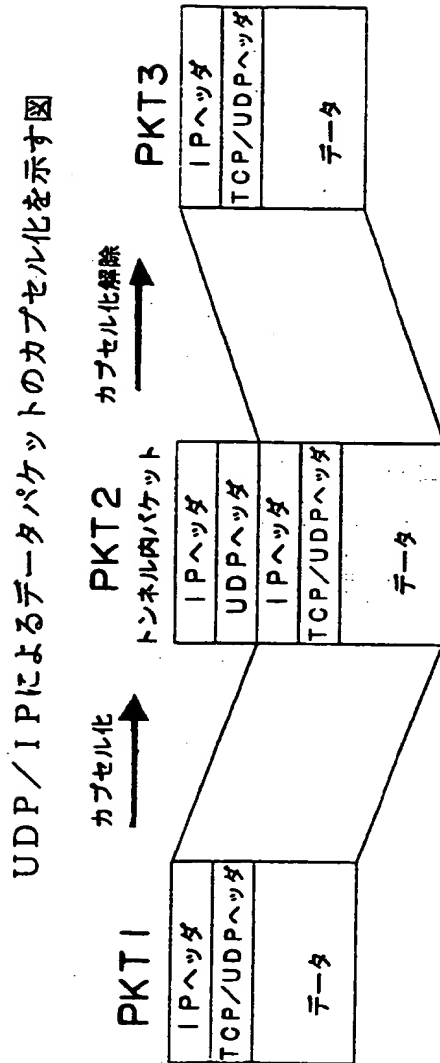 UDP/IPによるデータパケットのカプセル化を示す図
PKT1
IPヘッダ
TCP/UDPヘッダ
データ
カプセル化
PKT2
トンネル内パケット
IPヘッダ
UDPヘッダ
IPヘッダ
TCP/UDPヘッダ
データ
カプセル化解除
PKT3
IPヘッダ
TCP/UDPヘッダ
データ